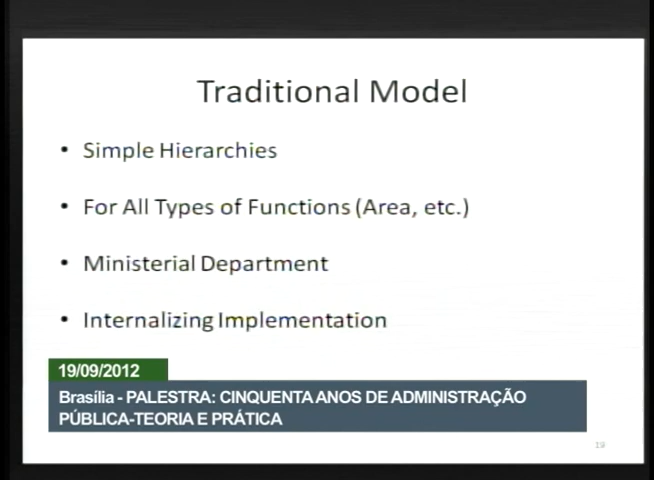 Traditional Model
• Simple Hierarchies
• For All Types of Functions (Area, etc.)
• Ministerial Department
• Internalizing Implementation
19/09/2012
Brasília - PALESTRA: CINQUENTA ANOS DE ADMINISTRAÇÃO
PÚBLICA-TEORIA E PRÁTICA
19